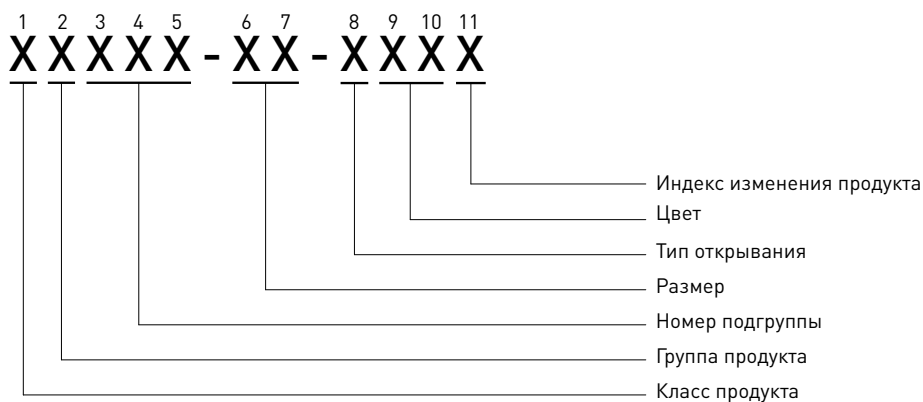 1 2 3 4 5 6 7 8 9 10 11
X X X X X - X X - X X X X
Индекс изменения продукта
Цвет
Тип открывания
Размер
Номер подгруппы
Группа продукта
Класс продукта